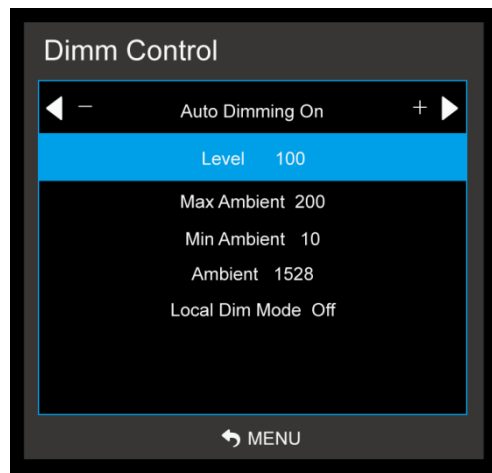 Dimm Control
− Auto Dimming On +
Level 100
Max Ambient 200
Min Ambient 10
Ambient 1528
Local Dim Mode Off
MENU